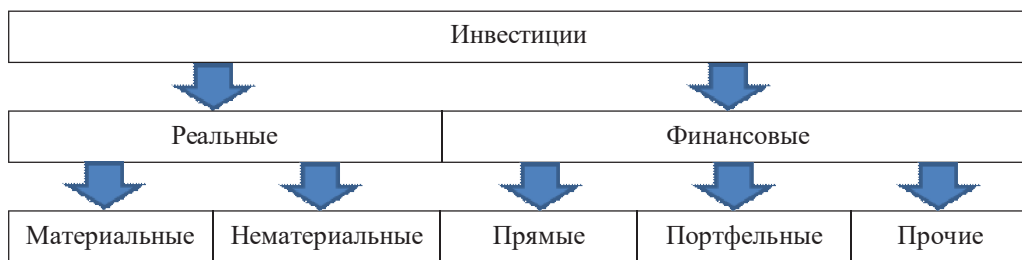 Инвестиции
Реальные Финансовые
Материальные Нематериальные Прямые Портфельные Прочие